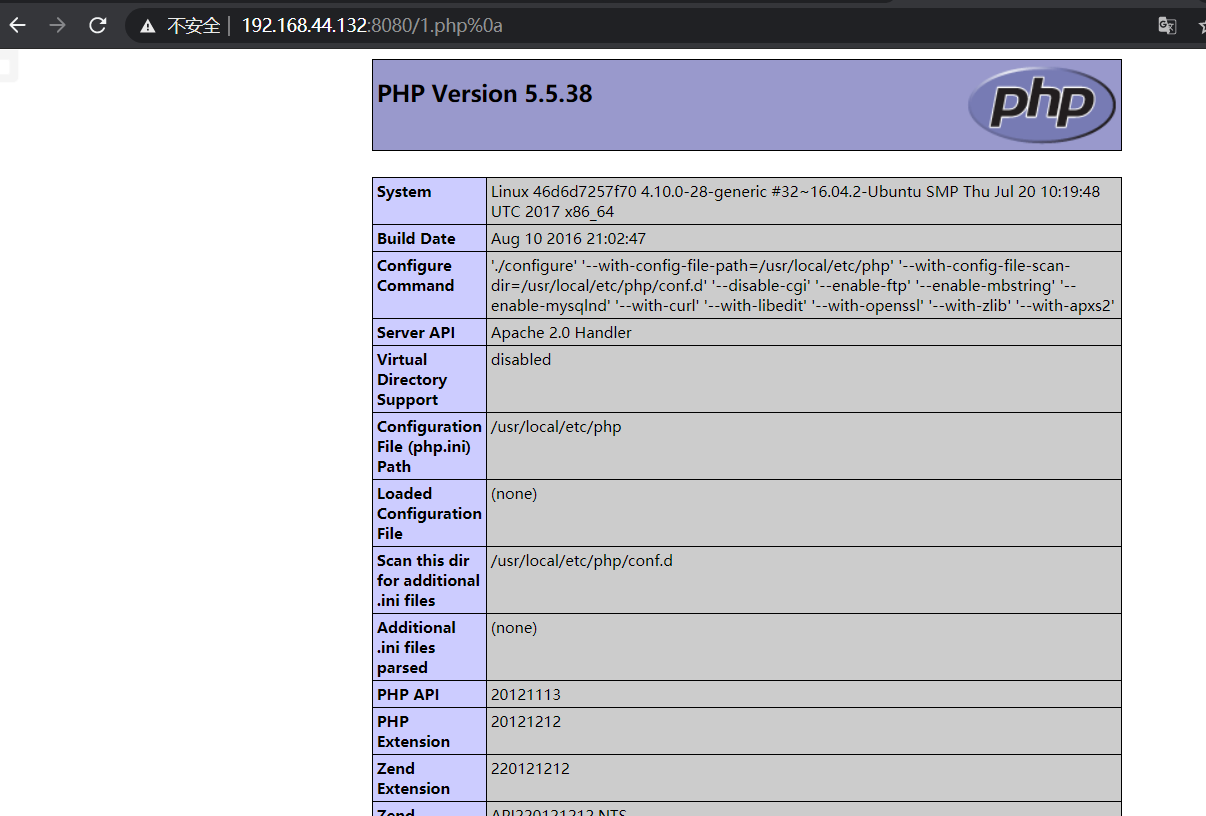 不安全 | 192.168.44.132:8080/1.php%0a
PHP Version 5.5.38
php
System
Linux 46d6d7257f70 4.10.0-28-generic #32~16.04.2-Ubuntu SMP Thu Jul 20 10:19:48
UTC 2017 x86_64
Build Date
Aug 10 2016 21:02:47
Configure
Command
'./configure' '--with-config-file-path=/usr/local/etc/php' '--with-config-file-scan-
dir=/usr/local/etc/php/conf.d' '--disable-cgi' '--enable-ftp' '--enable-mbstring' '--
enable-mysqlnd' '--with-curl' '--with-libedit' '--with-openssl' '--with-zlib' '--with-apxs2'
Server API
Apache 2.0 Handler
Virtual
Directory
Support
disabled
Configuration
File (php.ini)
Path
/usr/local/etc/php
Loaded
Configuration
File
(none)
Scan this dir
for additional
.ini files
/usr/local/etc/php/conf.d
Additional
.ini files
parsed
(none)
PHP API
20121113
PHP
Extension
20121212
Zend
Extension
220121212
Zend
API220121212,NTS